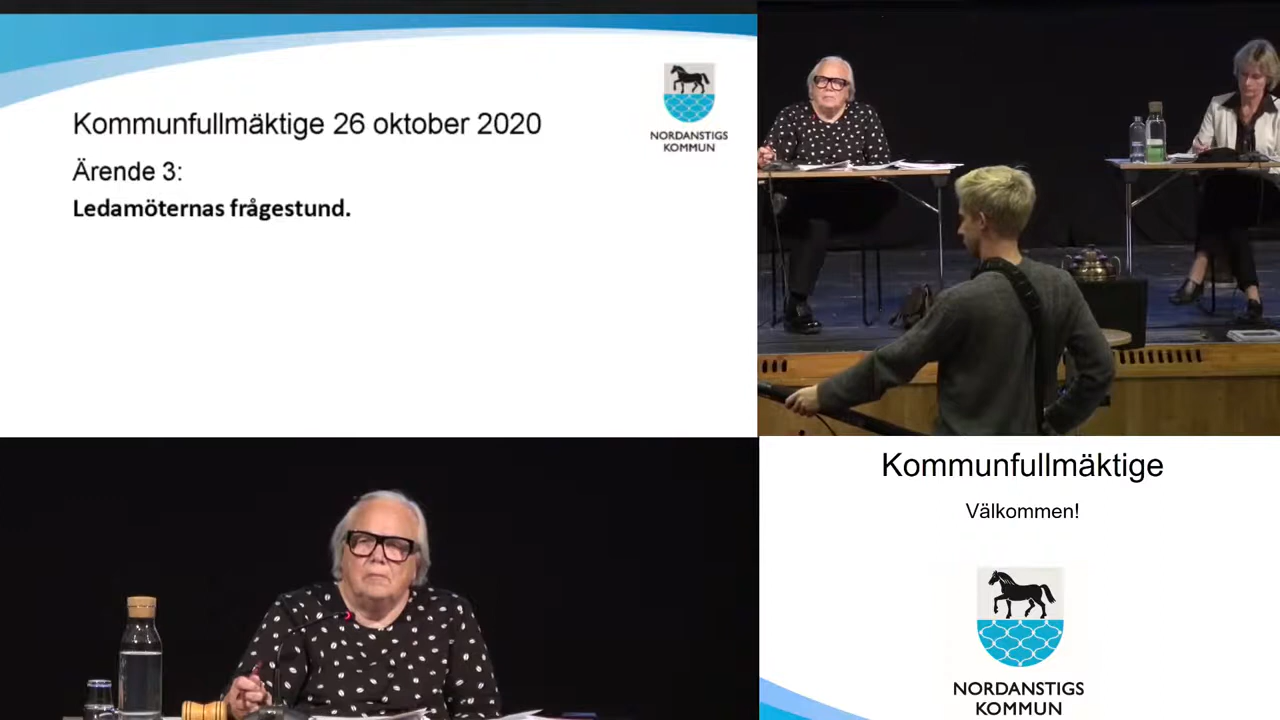 Kommunfullmäktige 26 oktober 2020
Ärende 3:
Ledamöternas frågestund.
NORDANSTIGS
KOMMUN
Kommunfullmäktige
Välkommen!
NORDANSTIGS
KOMMUN